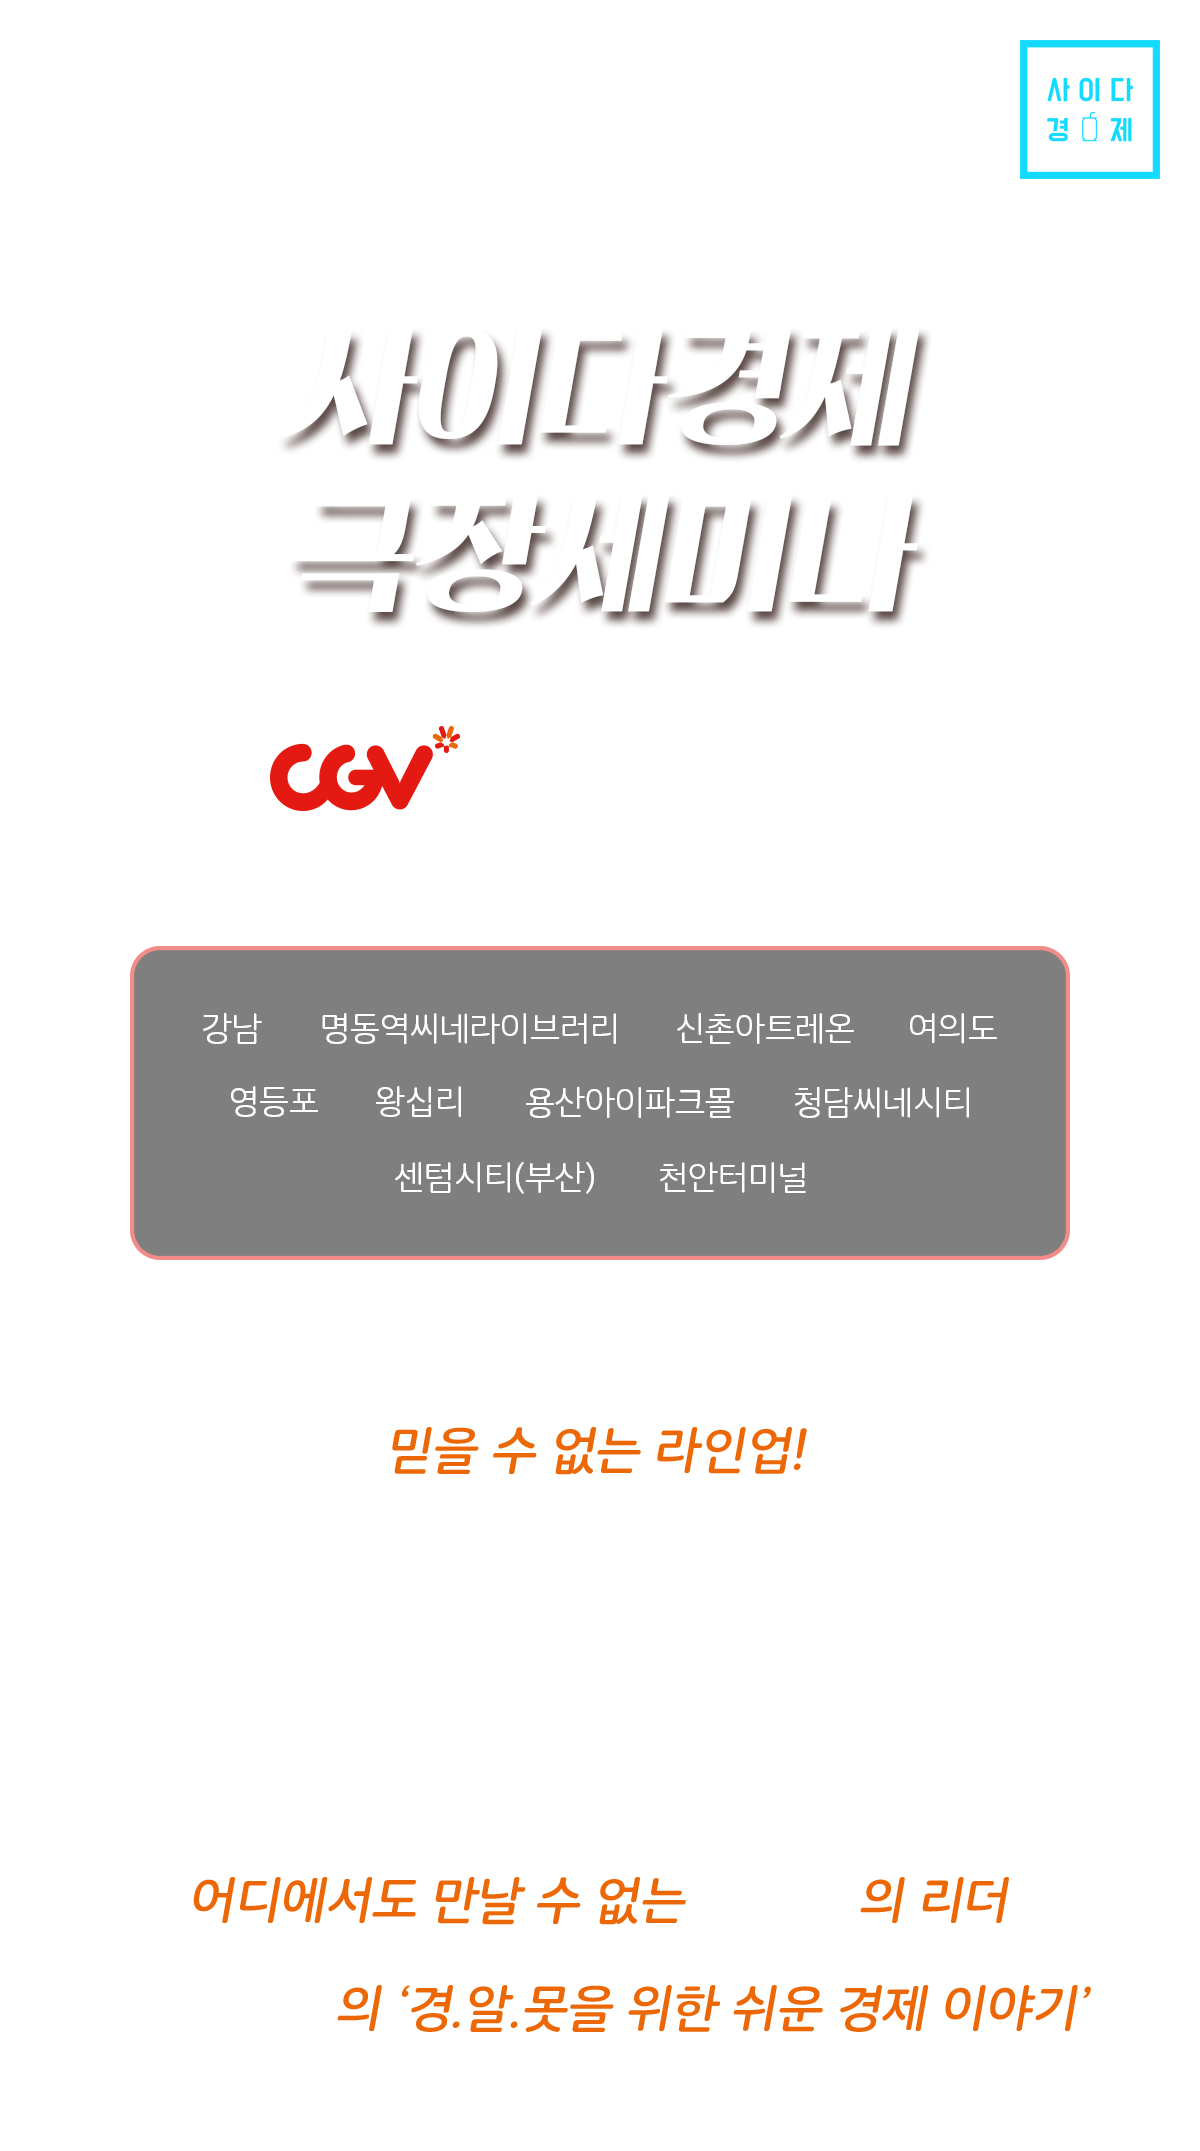 사이다
경제
사이다경제
극장세미나
CGV
강남 명동역씨네라이브러리 신촌아트레온 여의도
영등포 왕십리 용산아이파크몰 청담씨네시티
센텀시티(부산) 천안터미널
믿을 수 없는 라인업!
어디에서도 만날 수 없는 의 리더
의 ‘경.알.못을 위한 쉬운 경제 이야기’